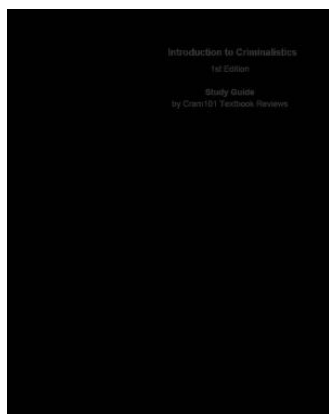 Introduction to Criminalistics
1st Edition
Study Guide
by Cram101 Textbook Reviews